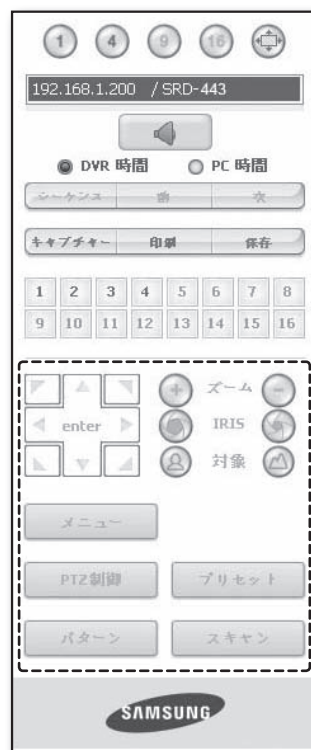 1 4 9 16
192.168.1.200 / SRD-443
DVR 時間 PC 時間
シーケンス 前 次
キャプチャー 印刷 保存
1 2 3 4 5 6 7 8
9 10 11 12 13 14 15 16
ズーム
enter IRIS
対象
メニュー
PTZ制御 プリセット
パターン スキャン
SAMSUNG